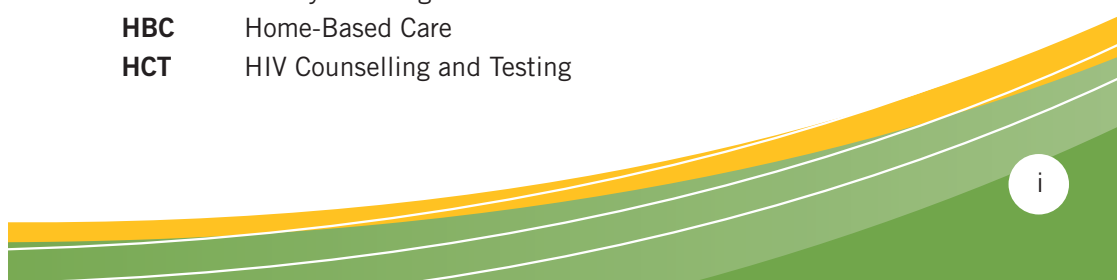 HBC Home-Based Care
HCT HIV Counselling and Testing
i